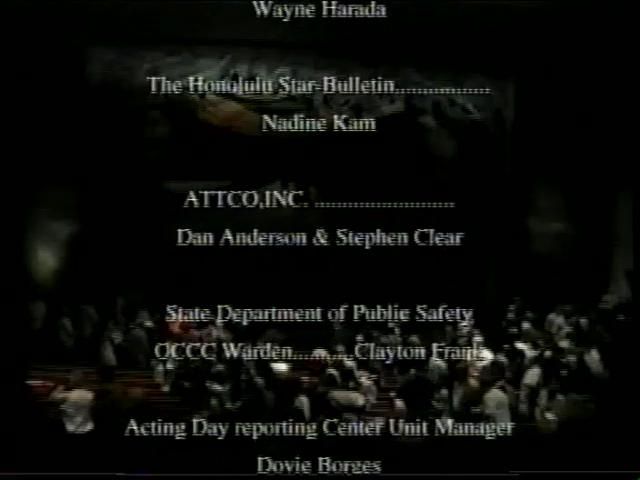 Wayne Harada
The Honolulu Star-Bulletin.................
Nadine Kam
ATTCO,INC. .........................
Dan Anderson & Stephen Clear
State Department of Public Safety
OCCC Warden...........Clayton Frank
Acting Day reporting Center Unit Manager
Dovie Borges